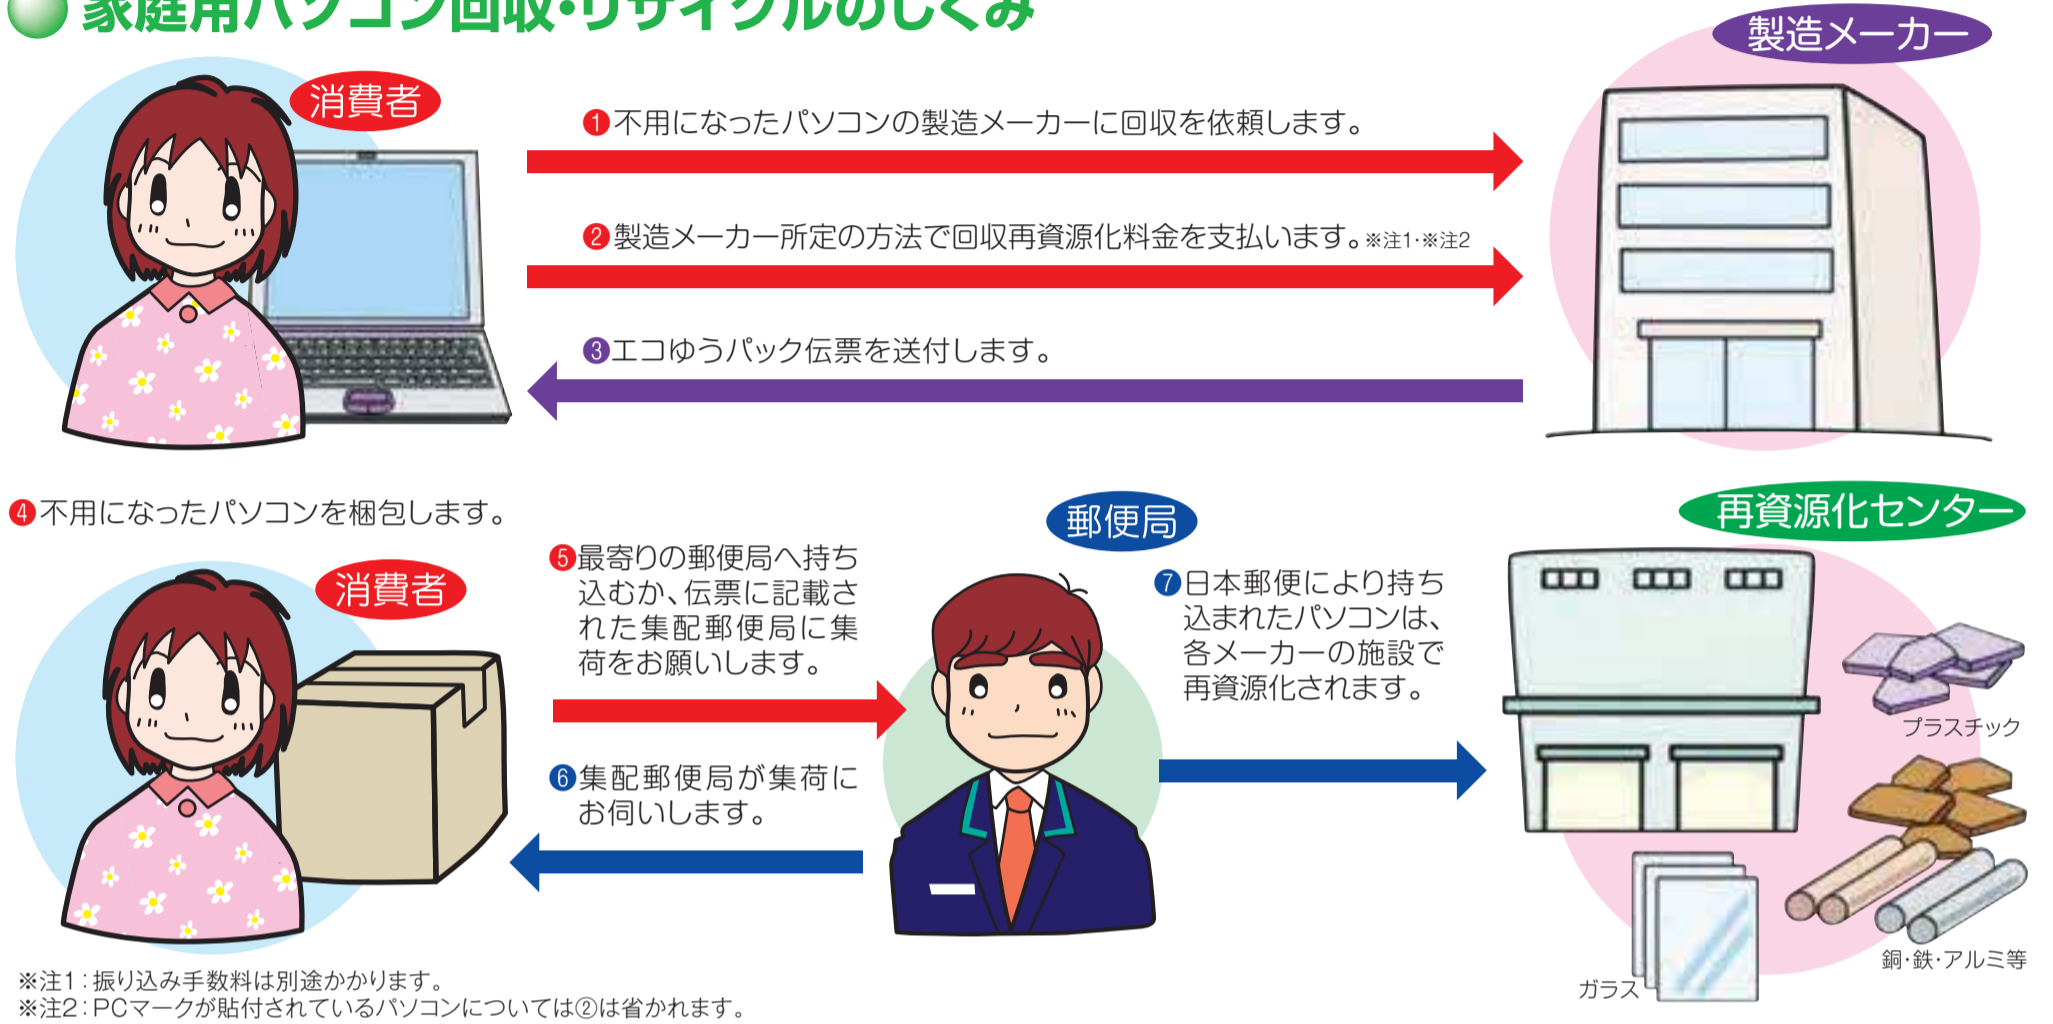 家庭用パソコン回収・リサイクルのしくみ
製造メーカー
消費者
❶不用になったパソコンの製造メーカーに回収を依頼します。
❷製造メーカー所定の方法で回収再資源化料金を支払います。※注1・※注2
❸エコゆうパック伝票を送付します。
❹不用になったパソコンを梱包します。
消費者
❺最寄りの郵便局へ持ち
込むか、伝票に記載さ
れた集配郵便局に集
荷をお願いします。
❻集配郵便局が集荷に
お伺いします。
郵便局
❼日本郵便により持ち
込まれたパソコンは、
各メーカーの施設で
再資源化されます。
再資源化センター
プラスチック
銅・鉄・アルミ等
ガラス
※注1：振り込み手数料は別途かかります。
※注2：PCマークが貼付されているパソコンについては②は省かれます。